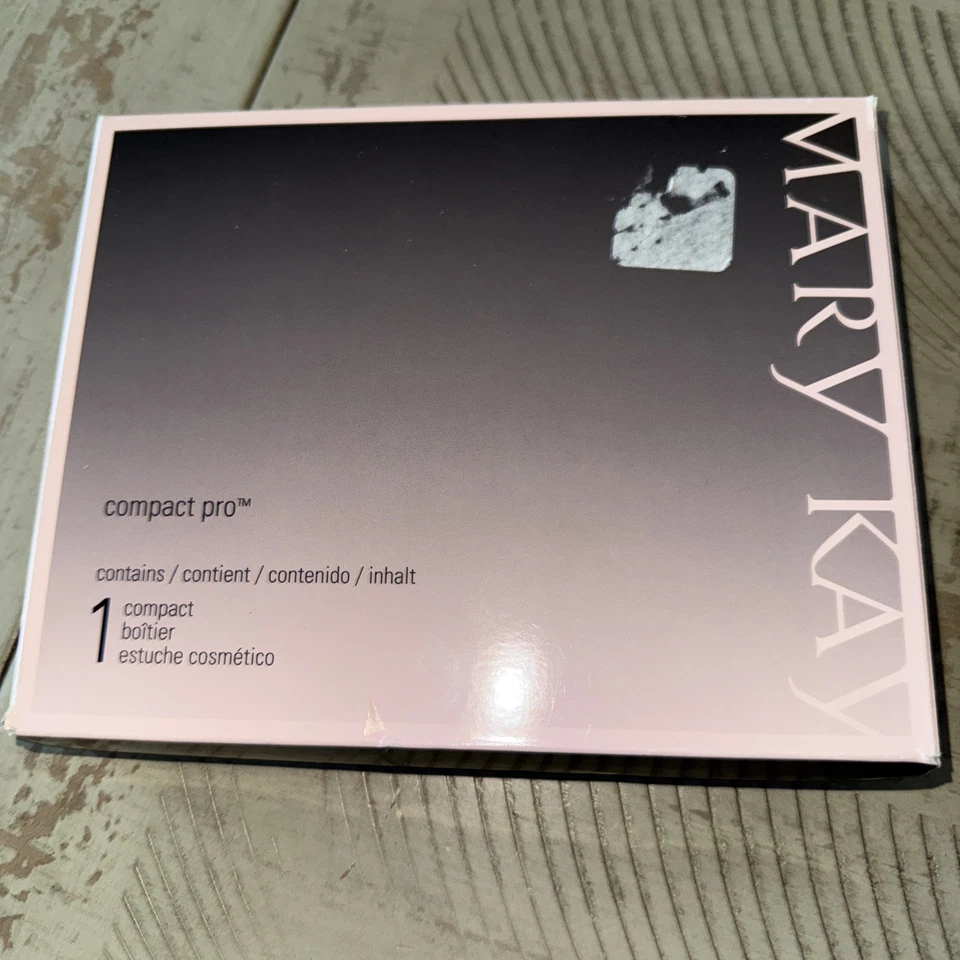 MARY KAY
compact pro™
contains / contient / contenido / inhalt
1 compact
boîtier
estuche cosmético